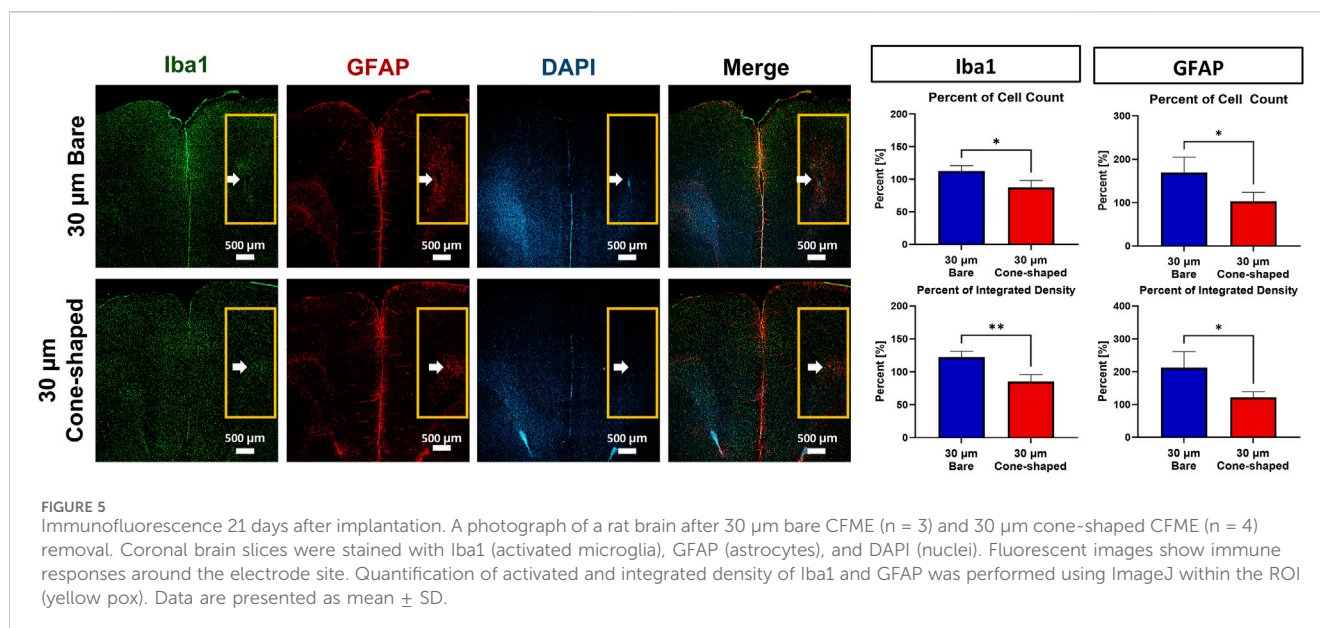 Iba1
GFAP
DAPI
Merge
30 µm Bare
500 µm
500 µm
500 µm
500 µm
30 µm
Cone-shaped
500 µm
500 µm
500 µm
500 µm
Iba1
Percent of Cell Count
Percent [%]
200
150
100
50
0
*
30 µm
Bare
30 µm
Cone-shaped
Percent of Integrated Density
Percent [%]
200
150
100
50
0
**
30 µm
Bare
30 µm
Cone-shaped
GFAP
Percent of Cell Count
Percent [%]
300
200
100
0
*
30 µm
Bare
30 µm
Cone-shaped
Percent of Integrated Density
Percent [%]
400
300
200
100
0
*
30 µm
Bare
30 µm
Cone-shaped
FIGURE 5
Immunofluorescence 21 days after implantation. A photograph of a rat brain after 30 µm bare CFME (n = 3) and 30 µm cone-shaped CFME (n = 4)
removal. Coronal brain slices were stained with Iba1 (activated microglia), GFAP (astrocytes), and DAPI (nuclei). Fluorescent images show immune
responses around the electrode site. Quantification of activated and integrated density of Iba1 and GFAP was performed using ImageJ within the ROI
(yellow pox). Data are presented as mean ± SD.